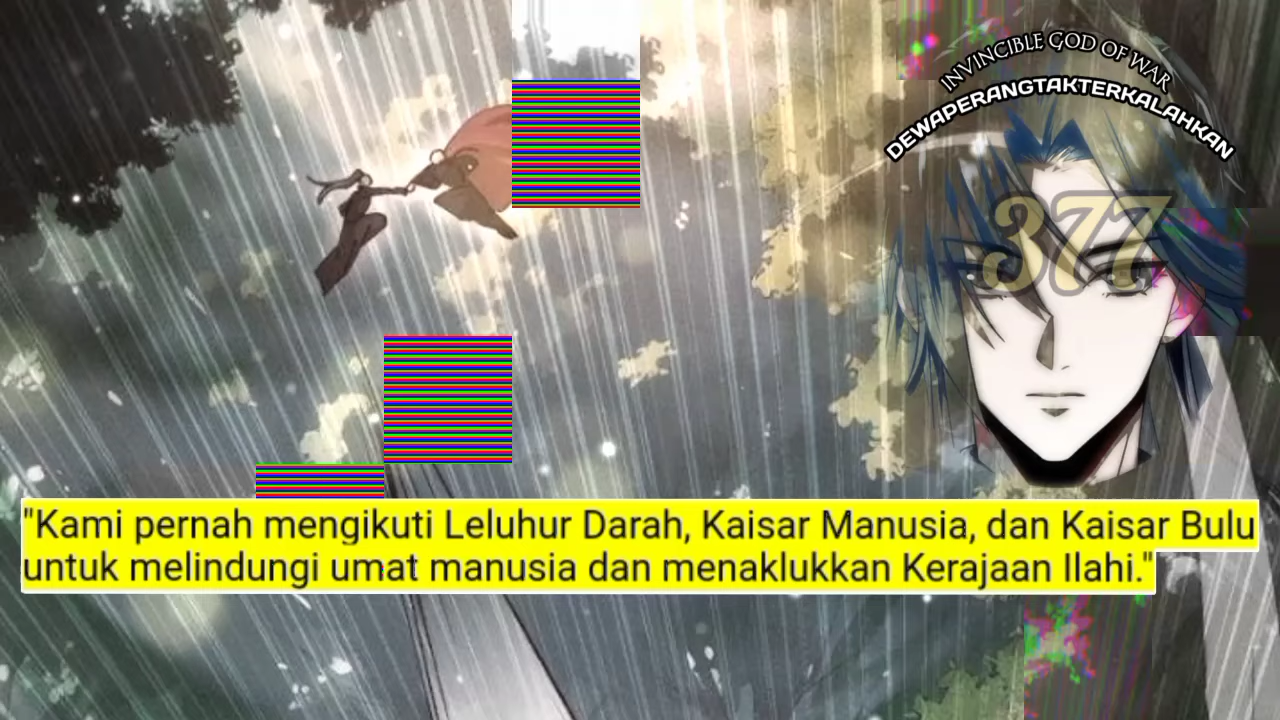 INVINCIBLE GOD OF WAR
DEWAPERANGTAKTERKALAHKAN
377
"Kami pernah mengikuti Leluhur Darah, Kaisar Manusia, dan Kaisar Bulu
untuk melindungi umat manusia dan menaklukkan Kerajaan Ilahi."